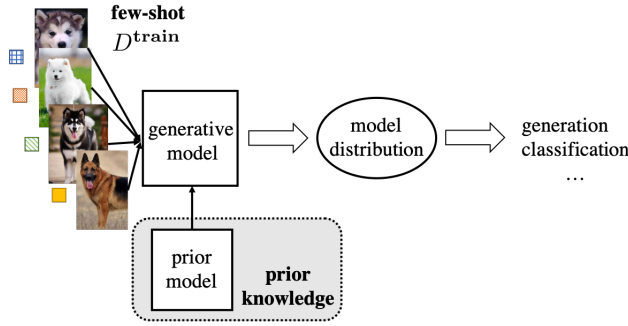 few-shot
D^train
generative
model
model
distribution
generation
classification
...
prior
model
prior
knowledge